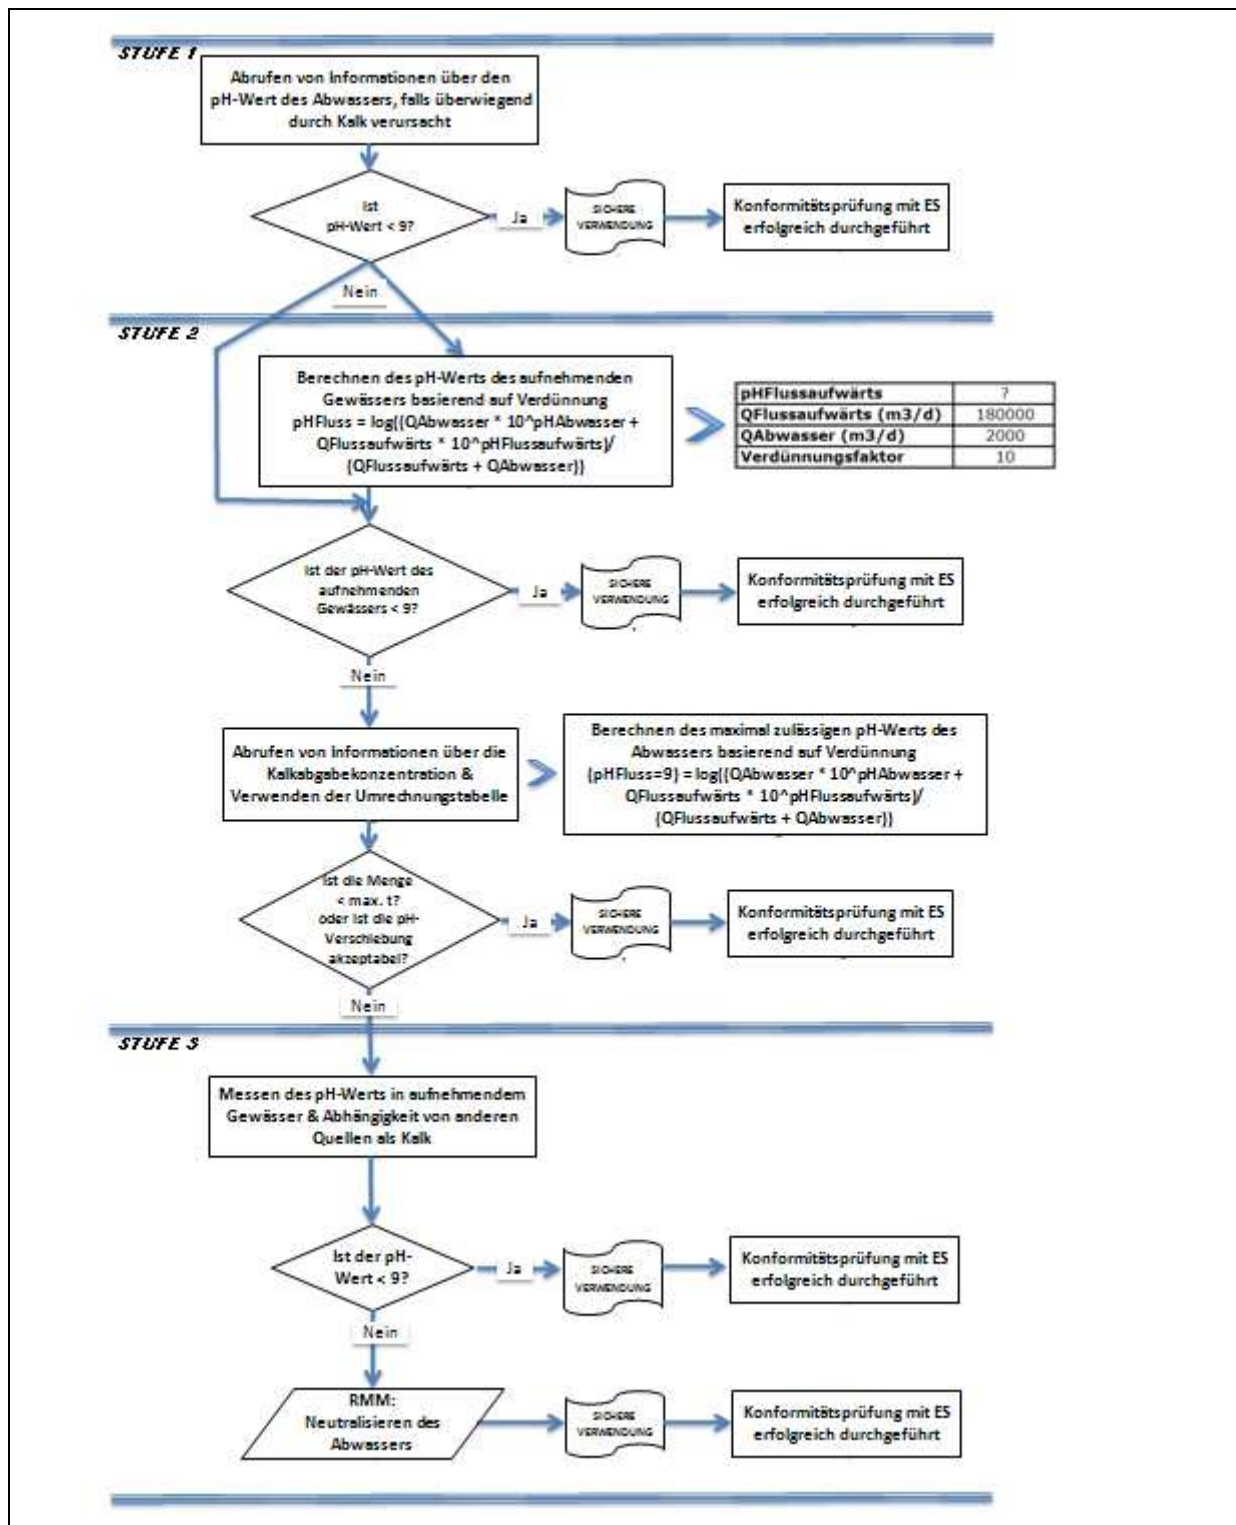 STUFE 1
Abrufen von Informationen über den
pH-Wert des Abwassers, falls überwiegend
durch Kalk verursacht
Ist
pH-Wert < 9?
Ja
SICHERE
VERWENDUNG
Konformitätsprüfung mit ES
erfolgreich durchgeführt
Nein
STUFE 2
Berechnen des pH-Werts des aufnehmenden
Gewässers basierend auf Verdünnung
pHFluss = log((QAbwasser * 10^pHAbwasser +
QFlussaufwärts * 10^pHFlussaufwärts)/
(QFlussaufwärts + QAbwasser))
pHFlussaufwärts ?
QFlussaufwärts (m3/d) 180000
QAbwasser (m3/d) 2000
Verdünnungsfaktor 10
Ist der pH-Wert des
aufnehmenden
Gewässers < 9?
Ja
SICHERE
VERWENDUNG
Konformitätsprüfung mit ES
erfolgreich durchgeführt
Nein
Abrufen von Informationen über die
Kalkabgabekonzentration &
Verwenden der Umrechnungstabelle
Berechnen des maximal zulässigen pH-Werts des
Abwassers basierend auf Verdünnung
(pHFluss=9) = log((QAbwasser * 10^pHAbwasser +
QFlussaufwärts * 10^pHFlussaufwärts)/
(QFlussaufwärts + QAbwasser))
Ist die Menge
< max. t?
oder ist die pH-
Verschiebung
akzeptabel?
Ja
SICHERE
VERWENDUNG
Konformitätsprüfung mit ES
erfolgreich durchgeführt
Nein
STUFE 3
Messen des pH-Werts in aufnehmendem
Gewässer & Abhängigkeit von anderen
Quellen als Kalk
Ist der pH-
Wert < 9?
Ja
SICHERE
VERWENDUNG
Konformitätsprüfung mit ES
erfolgreich durchgeführt
Nein
RMM:
Neutralisieren des
Abwassers
SICHERE
VERWENDUNG
Konformitätsprüfung mit ES
erfolgreich durchgeführt